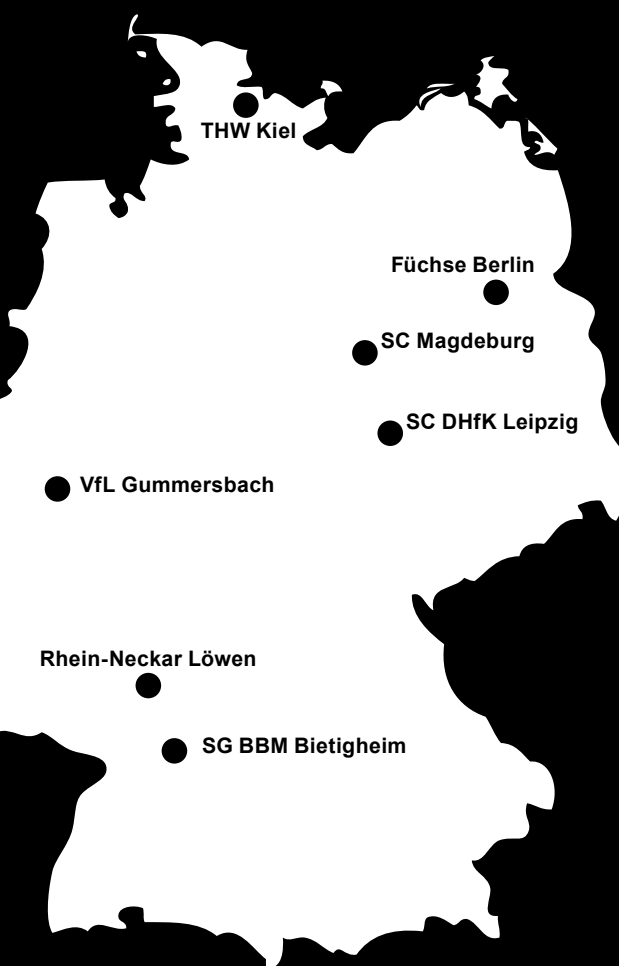 THW Kiel
Füchse Berlin
SC Magdeburg
SC DHfK Leipzig
VfL Gummersbach
Rhein-Neckar Löwen
SG BBM Bietigheim